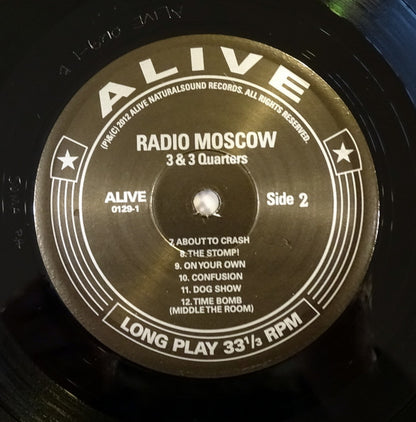 ALIVE
(P)&(C) 2012 ALIVE NATURALSOUND RECORDS. ALL RIGHTS RESERVED.
RADIO MOSCOW
3 & 3 Quarters
ALIVE
0129-1
Side 2
7. ABOUT TO CRASH
8. THE STOMP!
9. ON YOUR OWN
10. CONFUSION
11. DOG SHOW
12. TIME BOMB
(MIDDLE THE ROOM)
LONG PLAY 33 1/3 RPM